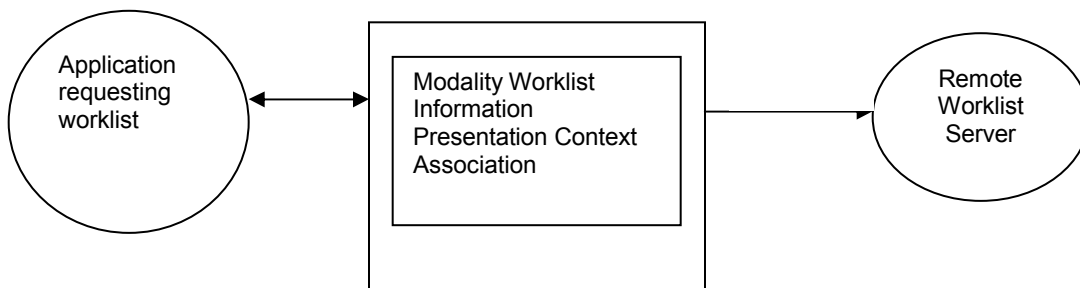 Application
requesting
worklist
Modality Worklist
Information
Presentation Context
Association
Remote
Worklist
Server